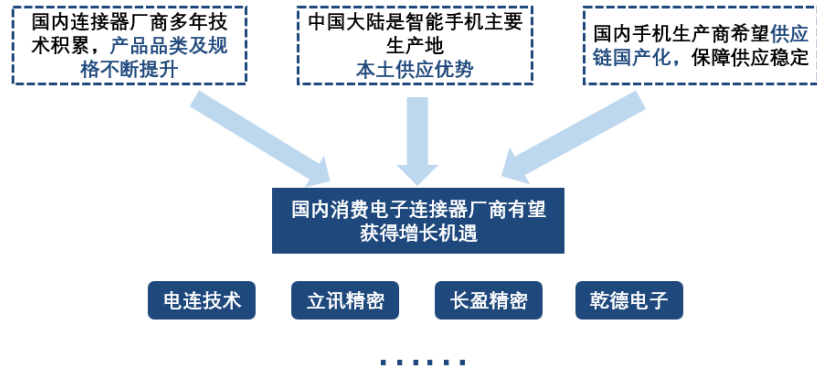 国内连接器厂商多年技
术积累，产品品类及规
格不断提升
中国大陆是智能手机主要
生产地
本土供应优势
国内手机生产商希望供应
链国产化，保障供应稳定
国内消费电子连接器厂商有望
获得增长机遇
电连技术
立讯精密
长盈精密
乾德电子
······